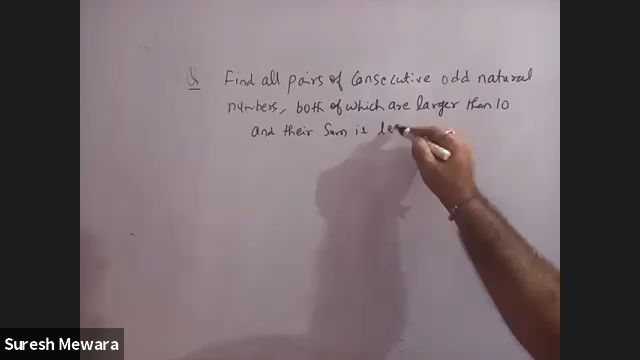 Q Find all pairs of Consecutive odd natural
numbers, both of which are larger than 10
and their Sum is le
Suresh Mewara